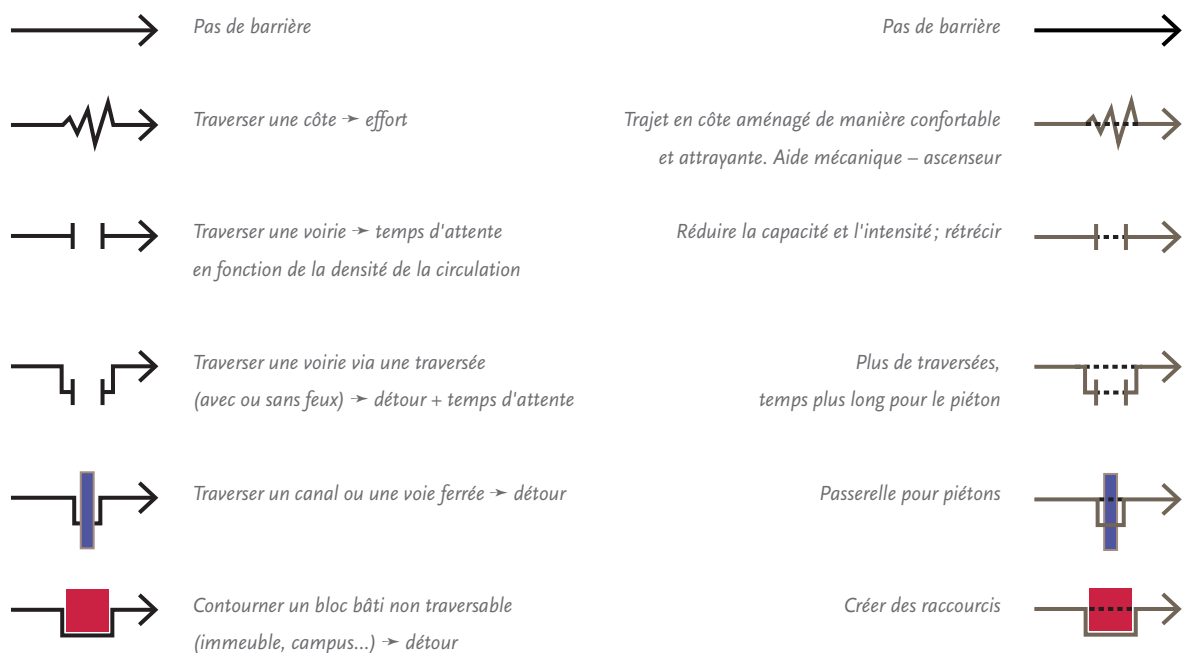 Pas de barrière
Pas de barrière
Traverser une côte ➛ effort
Trajet en côte aménagé de manière confortable
et attrayante. Aide mécanique – ascenseur
Traverser une voirie ➛ temps d'attente
en fonction de la densité de la circulation
Réduire la capacité et l'intensité ; rétrécir
Traverser une voirie via une traversée
(avec ou sans feux) ➛ détour + temps d'attente
Plus de traversées,
temps plus long pour le piéton
Traverser un canal ou une voie ferrée ➛ détour
Passerelle pour piétons
Contourner un bloc bâti non traversable
(immeuble, campus...) ➛ détour
Créer des raccourcis